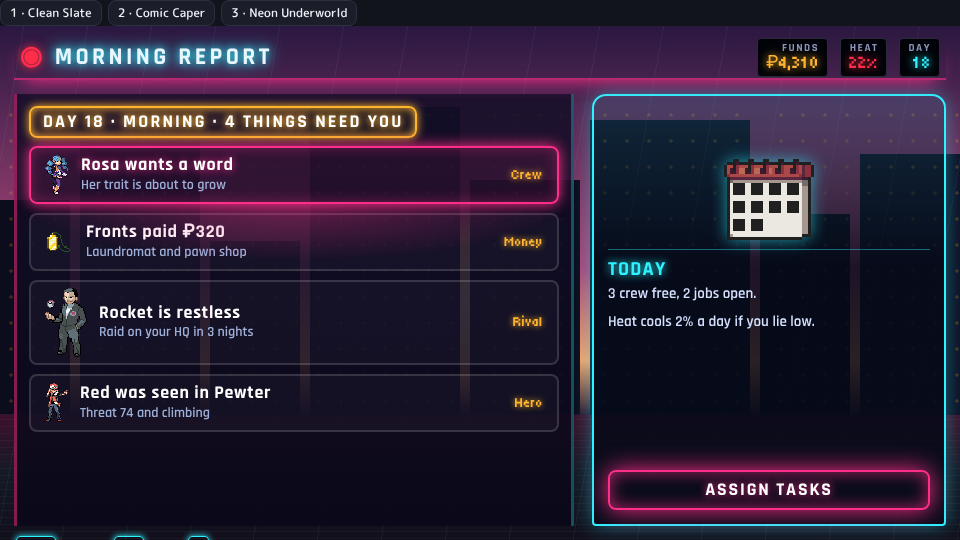 1 · Clean Slate
2 · Comic Caper
3 · Neon Underworld
MORNING REPORT
FUNDS
₽4,310
HEAT
22%
DAY
18
DAY 18 · MORNING · 4 THINGS NEED YOU
Rosa wants a word
Her trait is about to grow
Crew
Fronts paid ₽320
Laundromat and pawn shop
Money
Rocket is restless
Raid on your HQ in 3 nights
Rival
Red was seen in Pewter
Threat 74 and climbing
Hero
TODAY
3 crew free, 2 jobs open.
Heat cools 2% a day if you lie low.
ASSIGN TASKS